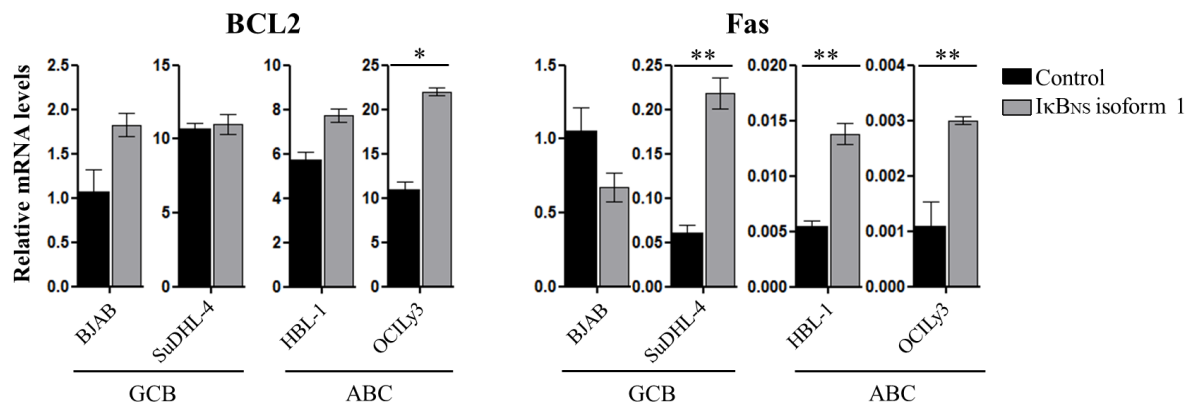 BCL2
Fas
Relative mRNA levels
2.5
2.0
1.5
1.0
0.5
0.0
BJAB
15
10
5
0
SuDHL-4
10
8
6
4
2
0
HBL-1
*
25
20
15
10
5
0
OCILy3
GCB
ABC
1.5
1.0
0.5
0.0
BJAB
**
0.25
0.20
0.15
0.10
0.05
0.00
SuDHL-4
**
0.020
0.015
0.010
0.005
0.000
HBL-1
**
0.004
0.003
0.002
0.001
0.000
OCILy3
GCB
ABC
Control
IκBNS isoform 1